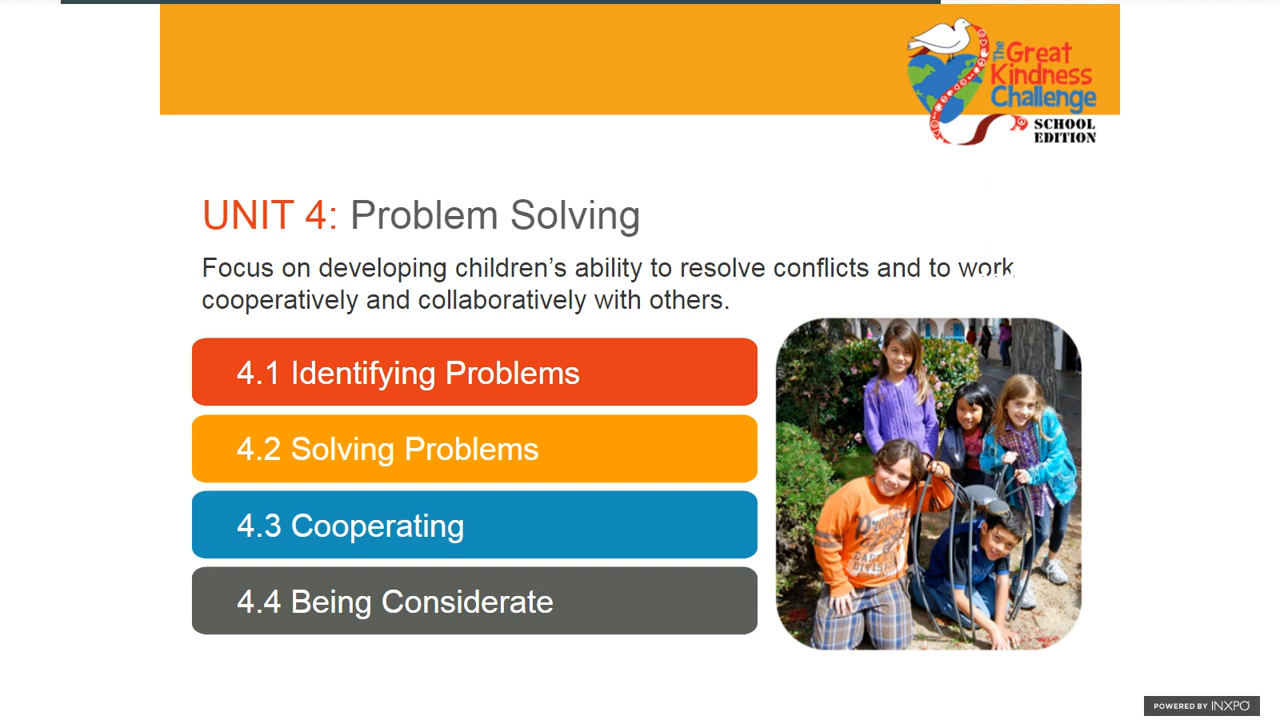 The
Great
Kindness
Challenge
SCHOOL
EDITION
UNIT 4: Problem Solving
Focus on developing children's ability to resolve conflicts and to work
cooperatively and collaboratively with others.
4.1 Identifying Problems
4.2 Solving Problems
4.3 Cooperating
4.4 Being Considerate
DIVISION
POWERED BY INXPO